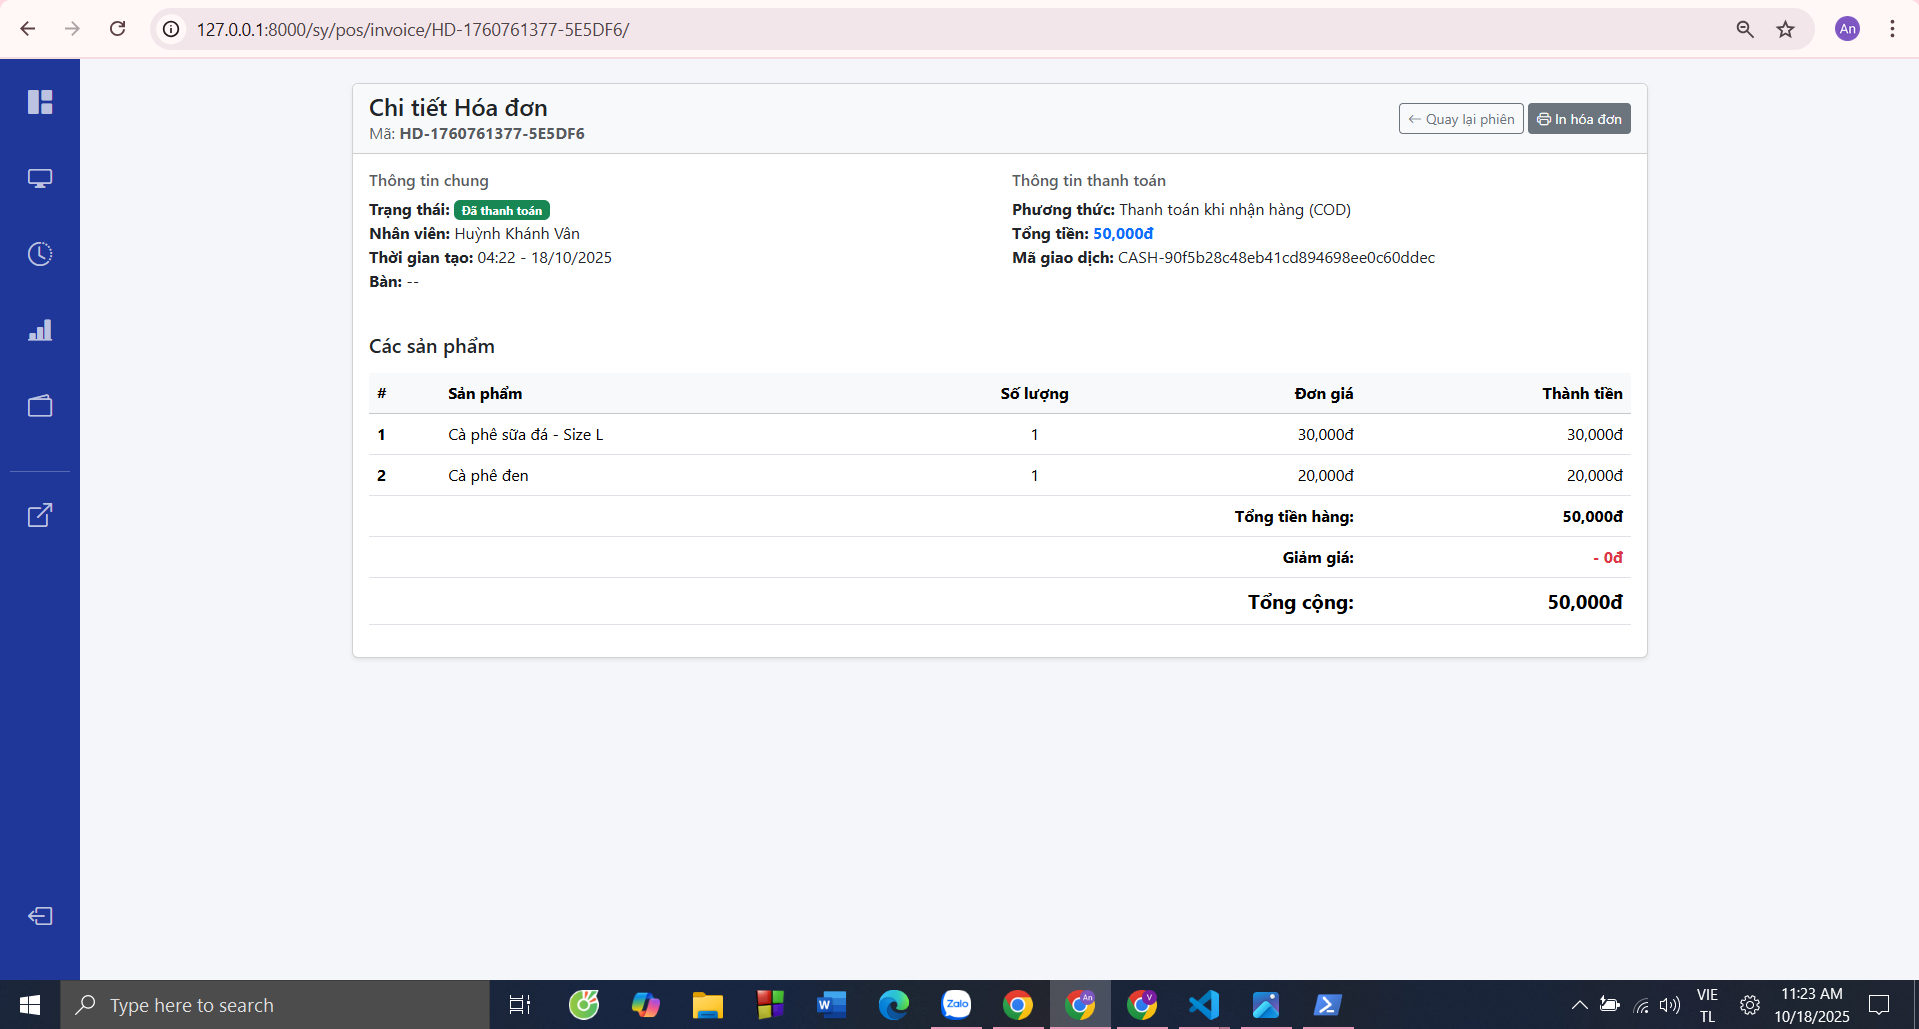 127.0.0.1:8000/sy/pos/invoice/HD-1760761377-5E5DF6/
An
Chi tiết Hóa đơn
Mã: HD-1760761377-5E5DF6
← Quay lại phiên
In hóa đơn
Thông tin chung
Trạng thái: Đã thanh toán
Nhân viên: Huỳnh Khánh Vân
Thời gian tạo: 04:22 - 18/10/2025
Bàn: --
Thông tin thanh toán
Phương thức: Thanh toán khi nhận hàng (COD)
Tổng tiền: 50,000đ
Mã giao dịch: CASH-90f5b28c48eb41cd894698ee0c60ddec
Các sản phẩm
# Sản phẩm Số lượng Đơn giá Thành tiền
1 Cà phê sữa đá - Size L 1 30,000đ 30,000đ
2 Cà phê đen 1 20,000đ 20,000đ
Tổng tiền hàng: 50,000đ
Giảm giá: - 0đ
Tổng cộng: 50,000đ
Type here to search
Zalo
An
V
VIE
TL
11:23 AM
10/18/2025